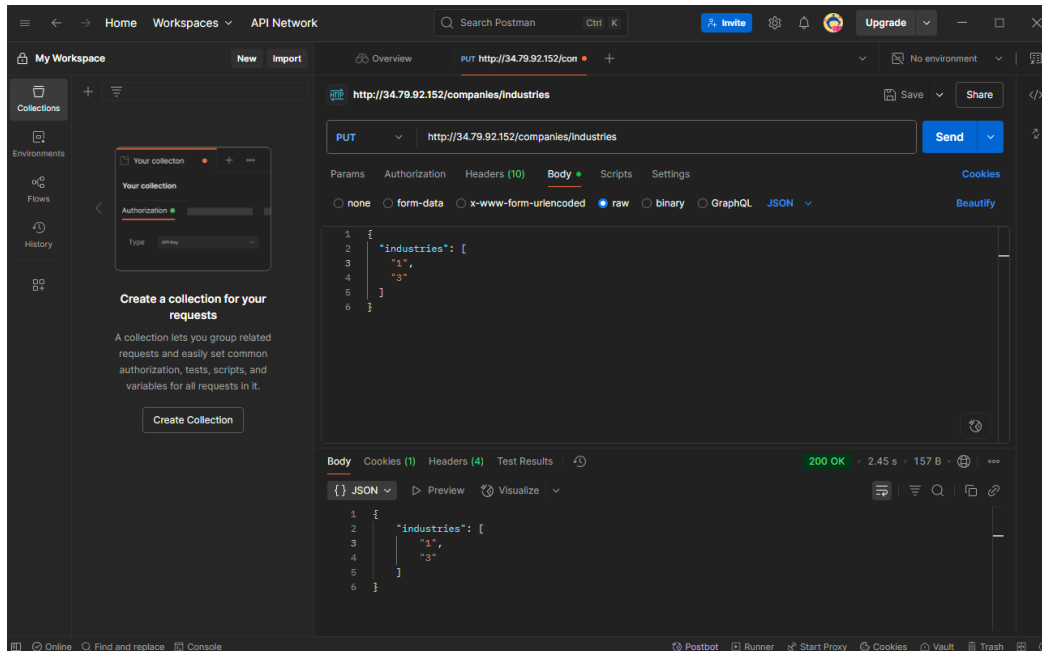 Home Workspaces API Network Search Postman Ctrl K Invite Upgrade
My Workspace New Import Overview PUT http://34.79.92.152/con No environment
Collections
Environments
Flows
History
Your collecton
Your collection
Authorization
Type API Key
Create a collection for your
requests
A collection lets you group related
requests and easily set common
authorization, tests, scripts, and
variables for all requests in it.
Create Collection
HTTP http://34.79.92.152/companies/industries Save Share
PUT http://34.79.92.152/companies/industries Send
Params Authorization Headers (10) Body Scripts Settings Cookies
none form-data x-www-form-urlencoded raw binary GraphQL JSON Beautify
1 {
2 "industries": [
3 "1",
4 "3"
5 ]
6 }
Body Cookies (1) Headers (4) Test Results 200 OK 2.45 s 157 B
{} JSON Preview Visualize
1 {
2 "industries": [
3 "1",
4 "3"
5 ]
6 }
Online Find and replace Console Postbot Runner Start Proxy Cookies Vault Trash